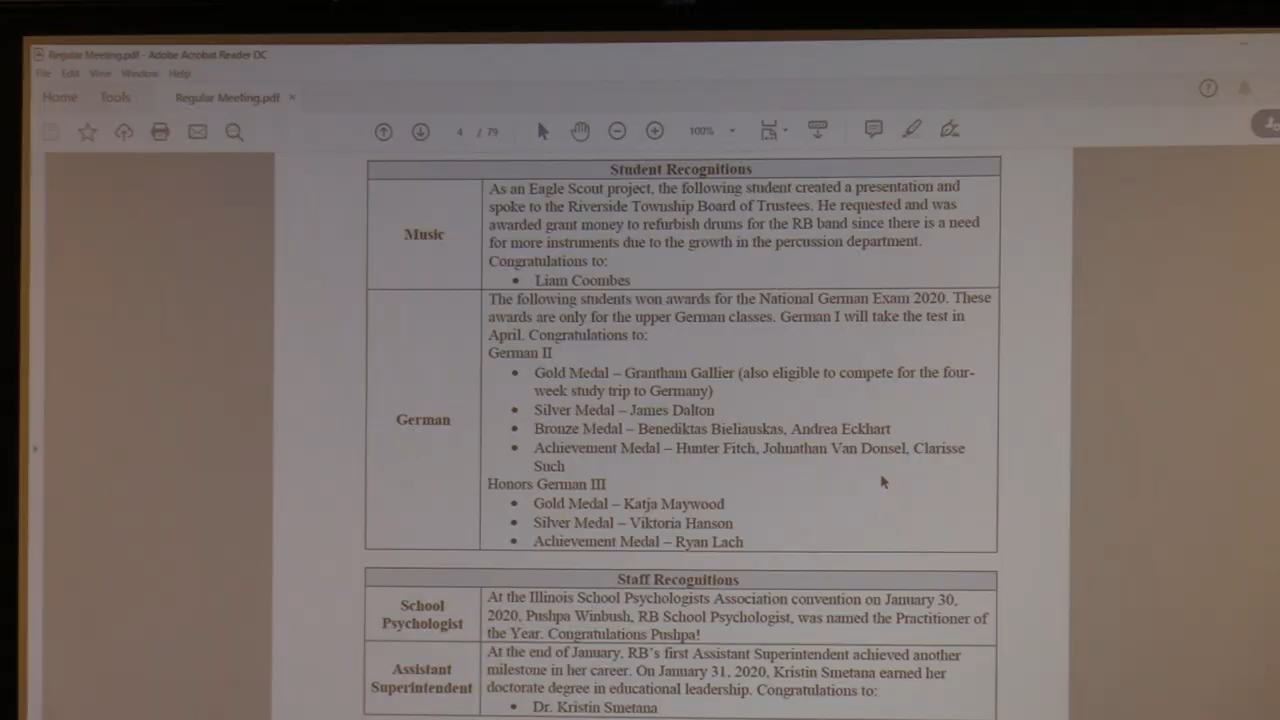 Regular Meeting.pdf - Adobe Acrobat Reader DC
File Edit View Window Help
Home Tools Regular Meeting.pdf ×
4 / 79 100%
Student Recognitions
Music
As an Eagle Scout project, the following student created a presentation and
spoke to the Riverside Township Board of Trustees. He requested and was
awarded grant money to refurbish drums for the RB band since there is a need
for more instruments due to the growth in the percussion department.
Congratulations to:
• Liam Coombes
German
The following students won awards for the National German Exam 2020. These
awards are only for the upper German classes. German I will take the test in
April. Congratulations to:
German II
• Gold Medal – Grantham Gallier (also eligible to compete for the four-
week study trip to Germany)
• Silver Medal – James Dalton
• Bronze Medal – Benediktas Bieliauskas, Andrea Eckhart
• Achievement Medal – Hunter Fitch, Johnathan Van Donsel, Clarisse
Such
Honors German III
• Gold Medal – Katja Maywood
• Silver Medal – Viktoria Hanson
• Achievement Medal – Ryan Lach
Staff Recognitions
School
Psychologist
At the Illinois School Psychologists Association convention on January 30,
2020, Pushpa Winbush, RB School Psychologist, was named the Practitioner of
the Year. Congratulations Pushpa!
Assistant
Superintendent
At the end of January, RB's first Assistant Superintendent achieved another
milestone in her career. On January 31, 2020, Kristin Smetana earned her
doctorate degree in educational leadership. Congratulations to:
• Dr. Kristin Smetana